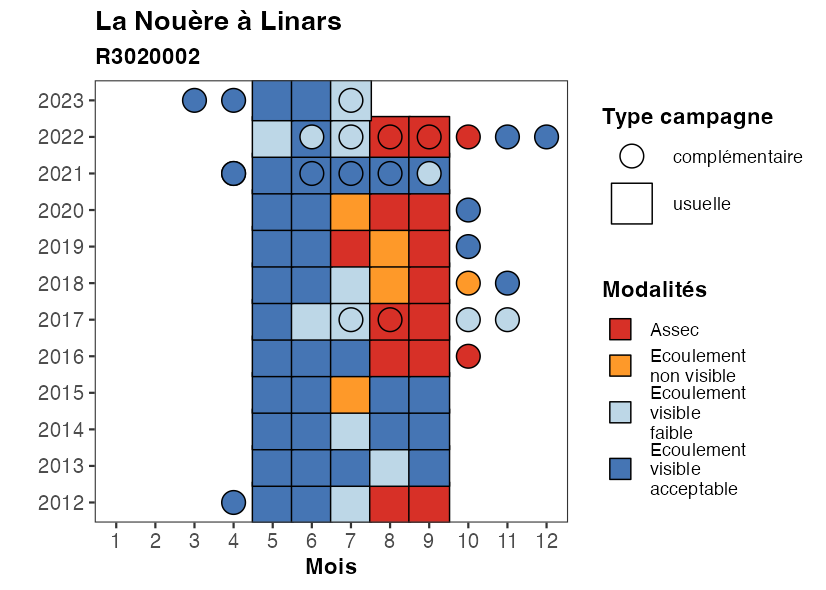 La Nouère à Linars
R3020002
2023
2022
2021
2020
2019
2018
2017
2016
2015
2014
2013
2012
1 2 3 4 5 6 7 8 9 10 11 12
Mois
Type campagne
complémentaire
usuelle
Modalités
Assec
Ecoulement
non visible
Ecoulement
visible
faible
Ecoulement
visible
acceptable